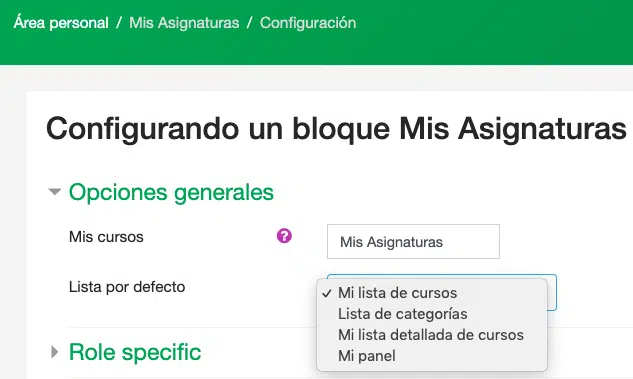 Área personal / Mis Asignaturas / Configuración
Configurando un bloque Mis Asignaturas
Opciones generales
Mis cursos ? Mis Asignaturas
Lista por defecto
✓ Mi lista de cursos
Lista de categorías
Mi lista detallada de cursos
Mi panel
Role specific